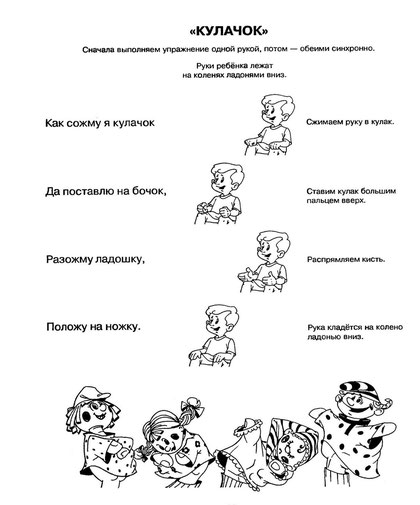 «КУЛАЧОК»
Сначала выполняем упражнение одной рукой, потом — обеими синхронно.
Руки ребёнка лежат
на коленях ладонями вниз.
Как сожму я кулачок
Сжимаем руку в кулак.
Да поставлю на бочок,
Ставим кулак большим
пальцем вверх.
Разожму ладошку,
Распрямляем кисть.
Положу на ножку.
Рука кладётся на колено
ладонью вниз.